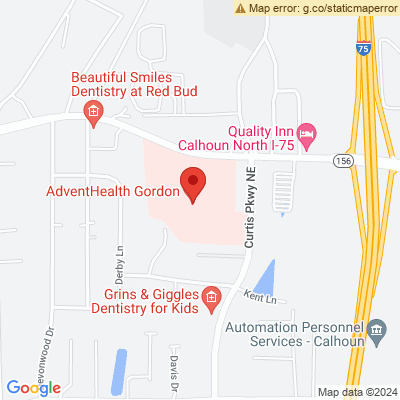 Map error: g.co/staticmaperror
75
Beautiful Smiles
Dentistry at Red Bud
Quality Inn
Calhoun North I-75
156
AdventHealth Gordon
Curtis Pkwy NE
Derby Ln
Grins & Giggles
Dentistry for Kids
Kent Ln
Automation Personnel
Services - Calhoun
evonwood Dr
Davis Dr
75
Google
Map data ©2024